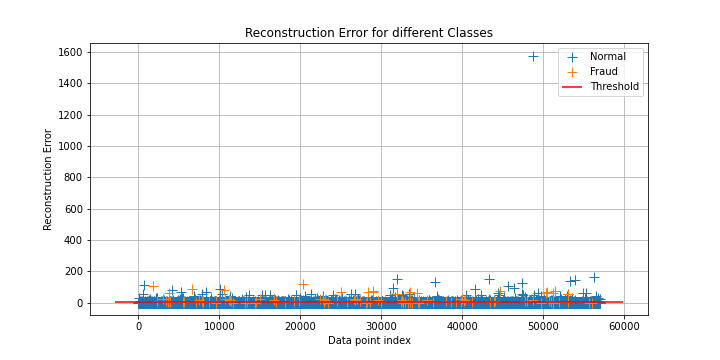 Reconstruction Error for different Classes
1600
1400
1200
1000
800
600
400
200
0
Reconstruction Error
Normal
Fraud
Threshold
0
10000
20000
30000
40000
50000
60000
Data point index